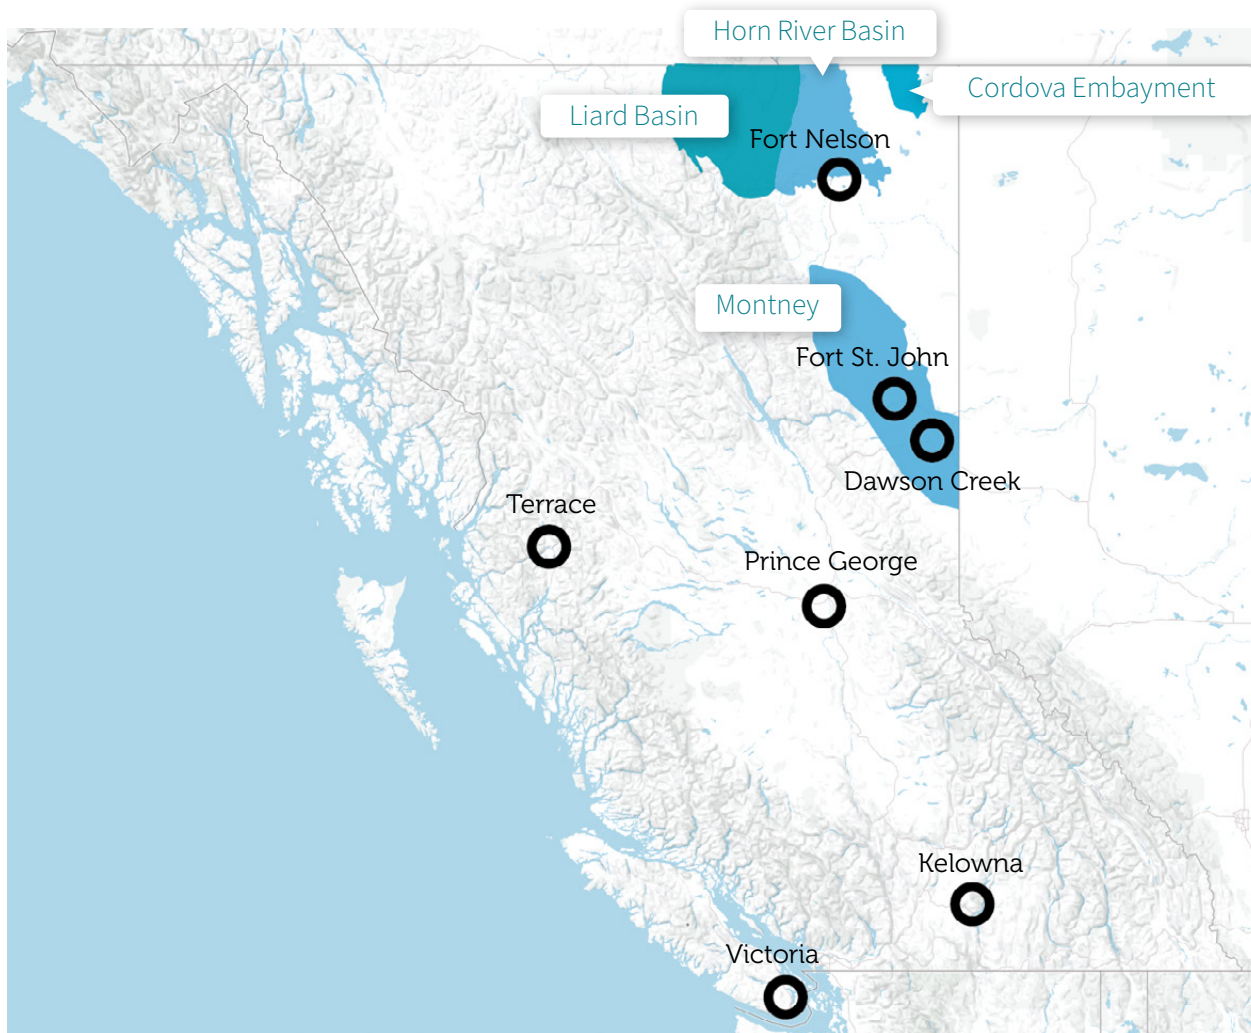 Horn River Basin
Cordova Embayment
Liard Basin
Fort Nelson
Montney
Fort St. John
Dawson Creek
Terrace
Prince George
Kelowna
Victoria